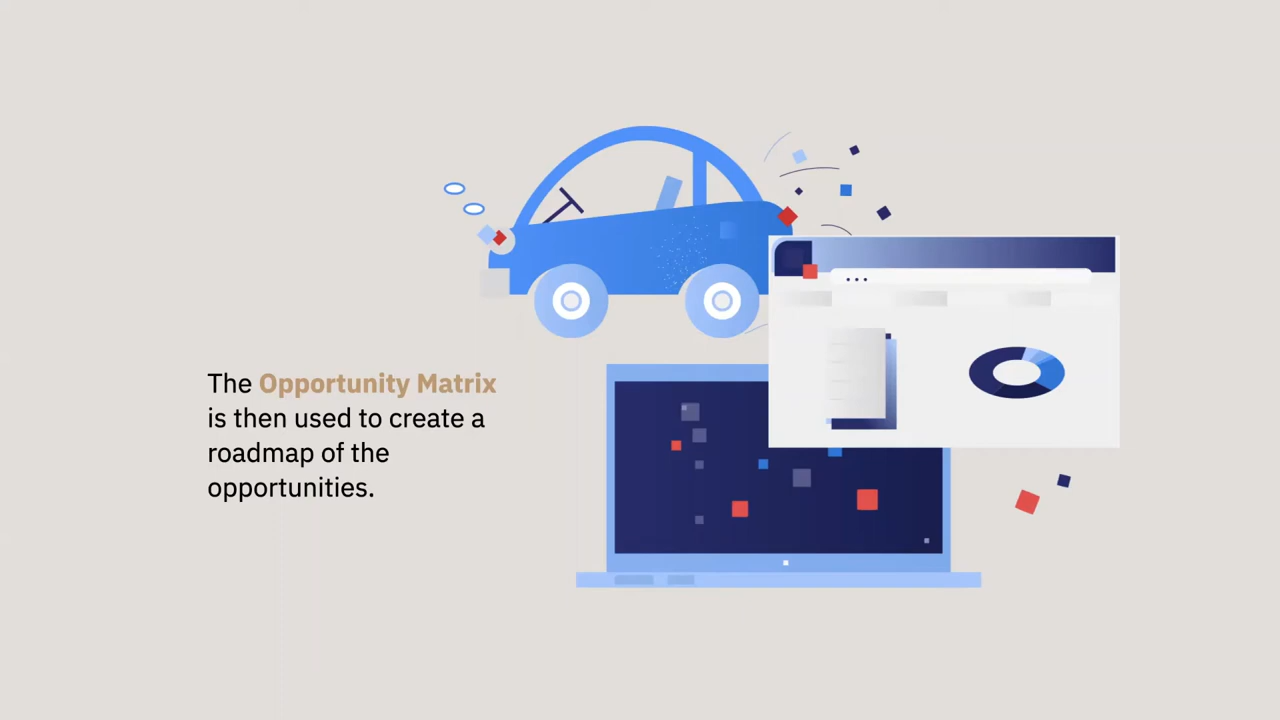 The Opportunity Matrix
is then used to create a
roadmap of the
opportunities.